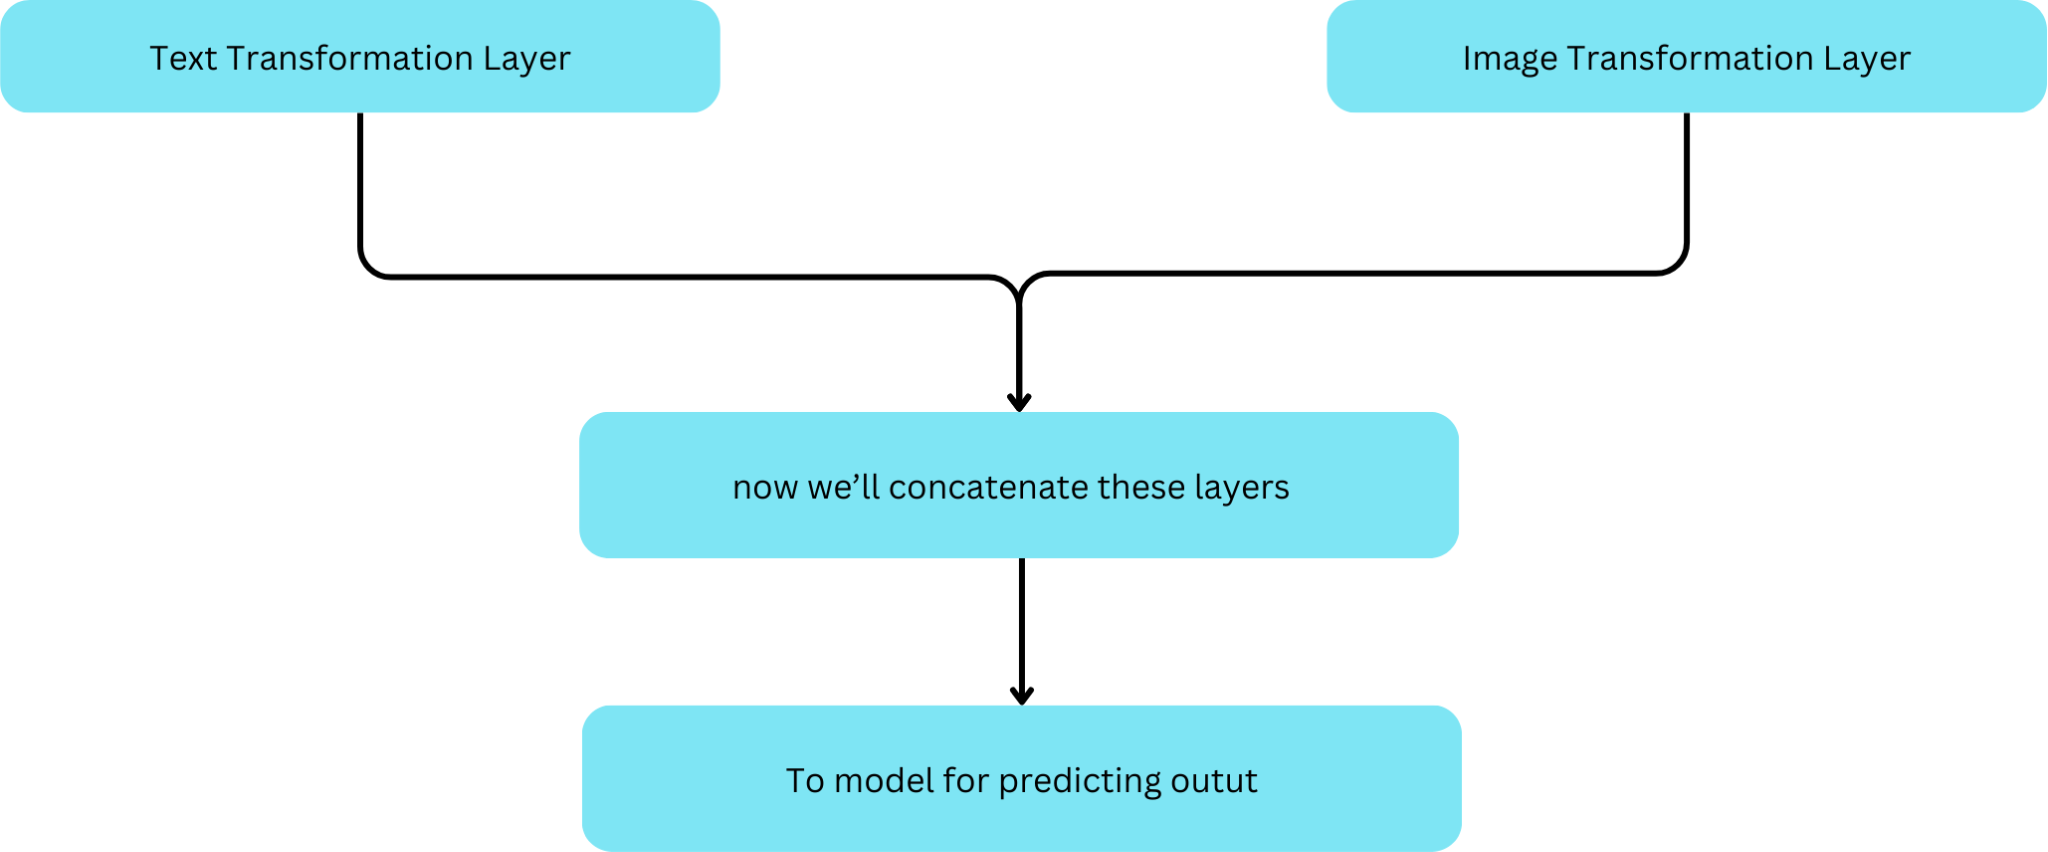 Text Transformation Layer
Image Transformation Layer
now we’ll concatenate these layers
To model for predicting outut